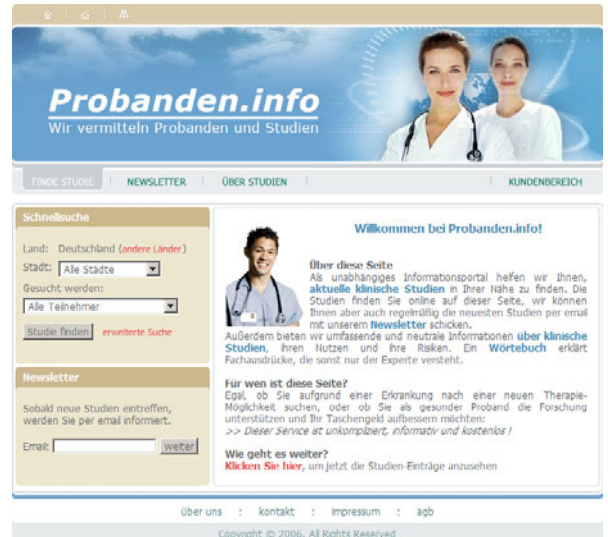 Probanden.info
Wir vermitteln Probanden und Studien
FINDE STUDIE
NEWSLETTER
ÜBER STUDIEN
KUNDENBEREICH
Schnellsuche
Land: Deutschland (andere Länder)
Stadt: Alle Städte
Gesucht werden:
Alle Teilnehmer
Studie finden erweiterte Suche
Newsletter
Sobald neue Studien eintreffen,
werden Sie per email informiert.
Email: weiter
Willkommen bei Probanden.info!
Über diese Seite
Als unabhängiges Informationsportal helfen wir Ihnen,
aktuelle klinische Studien in Ihrer Nähe zu finden. Die
Studien finden Sie online auf dieser Seite, wir können
Ihnen aber auch regelmäßig die neuesten Studien per email
mit unserem Newsletter schicken.
Außerdem bieten wir umfassende und neutrale Informationen über klinische
Studien, ihren Nutzen und ihre Risiken. Ein Wörtebuch erklärt
Fachausdrücke, die sonst nur der Experte versteht.
Für wen ist diese Seite?
Egal, ob Sie aufgrund einer Erkrankung nach einer neuen Therapie-
Möglichkeit suchen, oder ob Sie als gesunder Proband die Forschung
unterstützen und Ihr Taschengeld aufbessern möchten:
>> Dieser Service ist unkompliziert, informativ und kostenlos !
Wie geht es weiter?
Klicken Sie hier, um jetzt die Studien-Einträge anzusehen
über uns : kontakt : impressum : agb
Copyright © 2006. All Rights Reserved